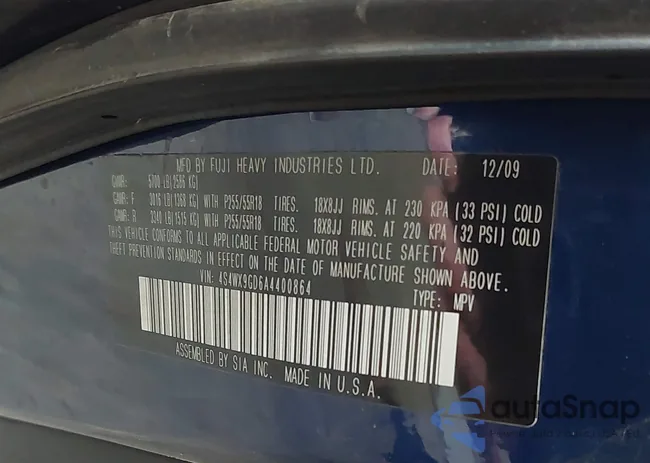 MFD BY FUJI HEAVY INDUSTRIES LTD. DATE: 12/09
GVWR: 5700 LB(2586 KG)
GAWR: F 3015 LB(1368 KG) WITH P255/55R18 TIRES. 18X8JJ RIMS. AT 230 KPA (33 PSI) COLD
GAWR: R 3340 LB(1515 KG) WITH P255/55R18 TIRES. 18X8JJ RIMS. AT 220 KPA (32 PSI) COLD
THIS VEHICLE CONFORMS TO ALL APPLICABLE FEDERAL MOTOR VEHICLE SAFETY AND
THEFT PREVENTION STANDARDS IN EFFECT ON THE DATE OF MANUFACTURE SHOWN ABOVE.
VIN: 4S4WX9GD6A4400864
TYPE: MPV
ASSEMBLED BY SIA INC. MADE IN U.S.A.
autoSnap